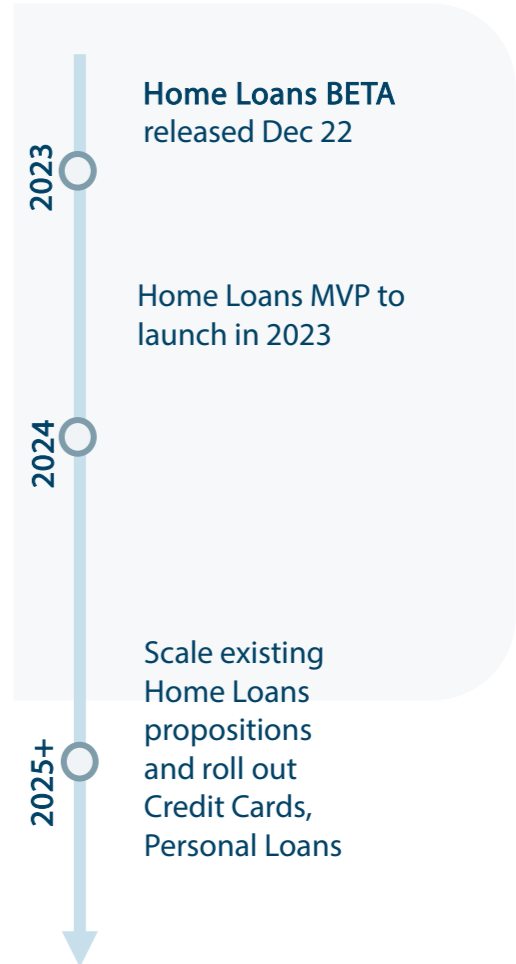 Home Loans BETA
released Dec 22
2023
Home Loans MVP to
launch in 2023
2024
Scale existing
Home Loans
propositions
and roll out
Credit Cards,
Personal Loans
2025+